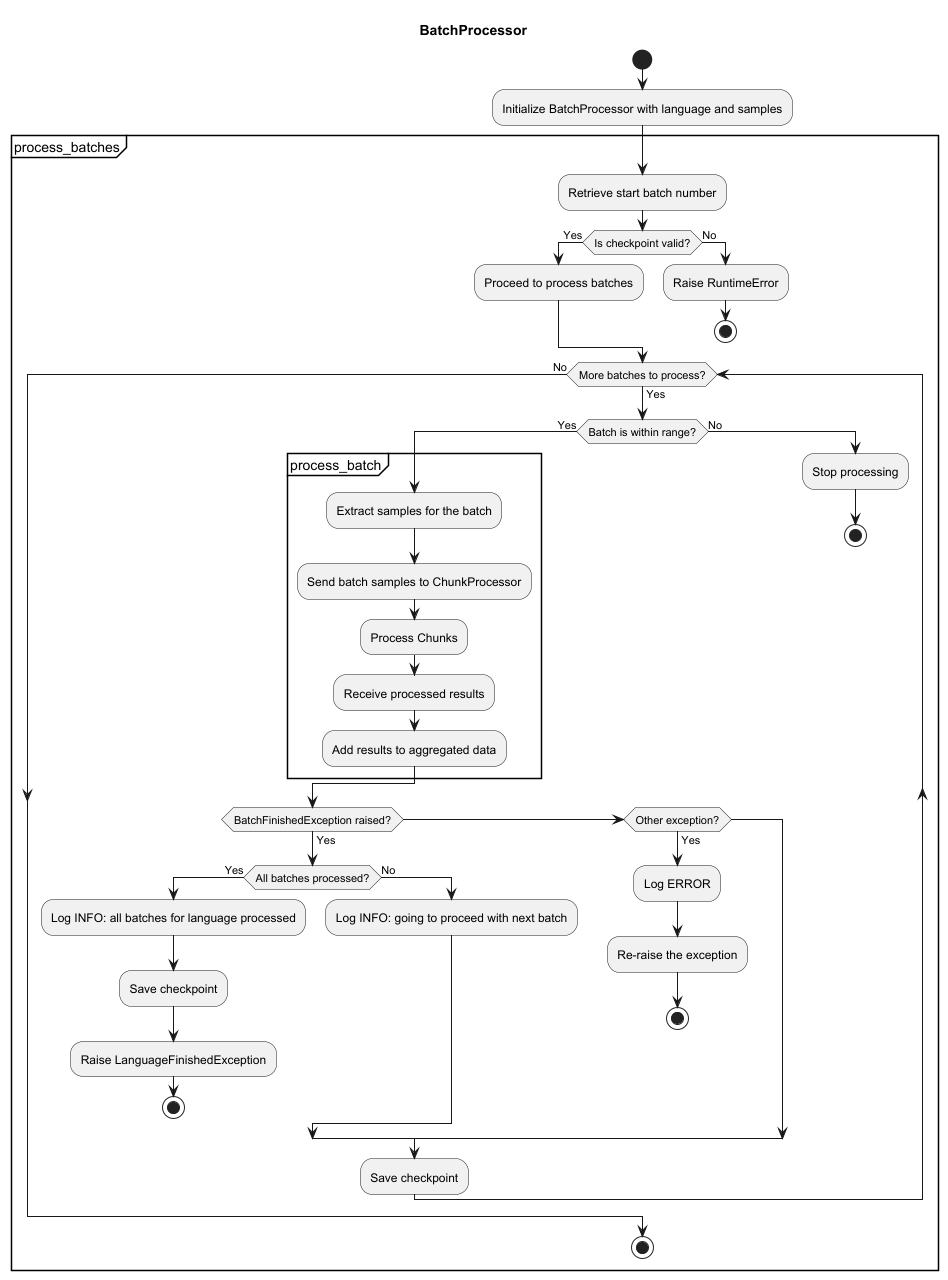 BatchProcessor
Initialize BatchProcessor with language and samples
process_batches
Retrieve start batch number
Yes
Is checkpoint valid?
No
Proceed to process batches
Raise RuntimeError
No
More batches to process?
Yes
Yes
Batch is within range?
No
process_batch
Stop processing
Extract samples for the batch
Send batch samples to ChunkProcessor
Process Chunks
Receive processed results
Add results to aggregated data
BatchFinishedException raised?
Other exception?
Yes
Yes
Yes
All batches processed?
No
Log ERROR
Log INFO: all batches for language processed
Log INFO: going to proceed with next batch
Re-raise the exception
Save checkpoint
Raise LanguageFinishedException
Save checkpoint